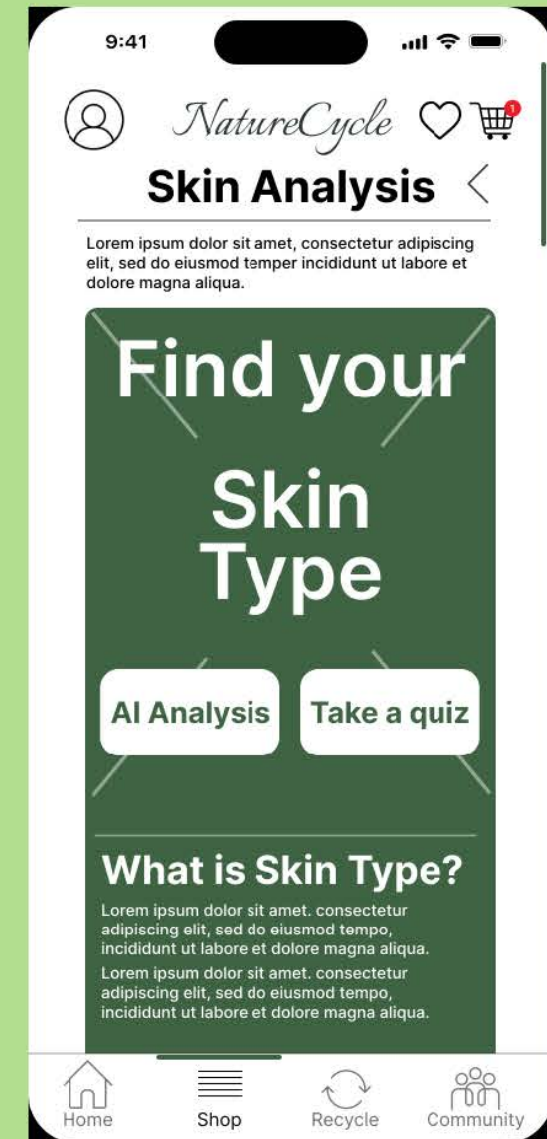 9:41
NatureCycle
1
Skin Analysis
Lorem ipsum dolor sit amet, consectetur adipiscing
elit, sed do eiusmod temper incididunt ut labore et
dolore magna aliqua.
Find your
Skin
Type
AI Analysis
Take a quiz
What is Skin Type?
Lorem ipsum dolor sit amet. consectetur
adipiscing elit, sed do eiusmod tempo,
incididunt ut labore et dolore magna aliqua.
Lorem ipsum dolor sit amet. consectetur
adipiscing elit, sed do eiusmod tempo,
incididunt ut labore et dolore magna aliqua.
Home
Shop
Recycle
Community